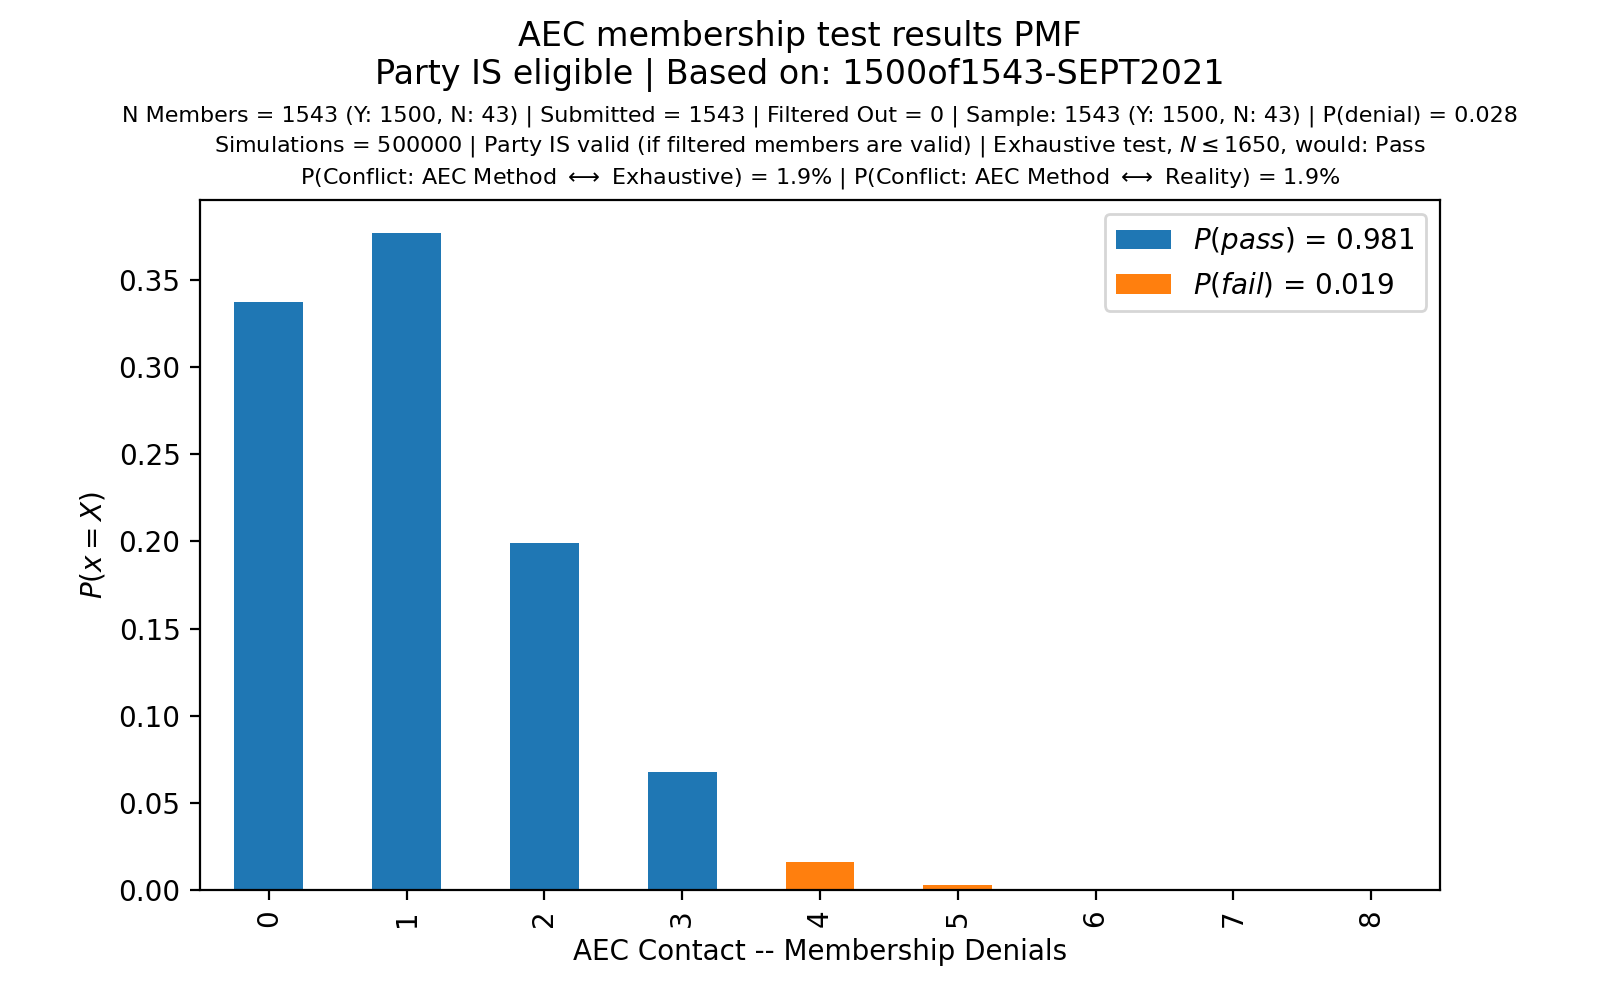 AEC membership test results PMF
Party IS eligible | Based on: 1500of1543-SEPT2021
N Members = 1543 (Y: 1500, N: 43) | Submitted = 1543 | Filtered Out = 0 | Sample: 1543 (Y: 1500, N: 43) | P(denial) = 0.028
Simulations = 500000 | Party IS valid (if filtered members are valid) | Exhaustive test, N ≤ 1650, would: Pass
P(Conflict: AEC Method ⟷ Exhaustive) = 1.9% | P(Conflict: AEC Method ⟷ Reality) = 1.9%
P(pass) = 0.981
P(fail) = 0.019
0.35
0.30
0.25
0.20
0.15
0.10
0.05
0.00
P(x = X)
0 1 2 3 4 5 6 7 8
AEC Contact -- Membership Denials